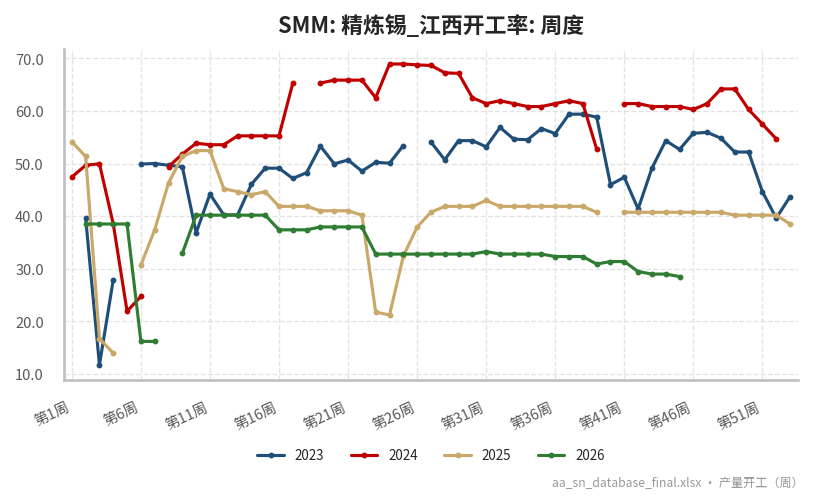 SMM: 精炼锡_江西开工率: 周度
70.0
60.0
50.0
40.0
30.0
20.0
10.0
第1周 第6周 第11周 第16周 第21周 第26周 第31周 第36周 第41周 第46周 第51周
2023 2024 2025 2026
aa_sn_database_final.xlsx • 产量开工（周）